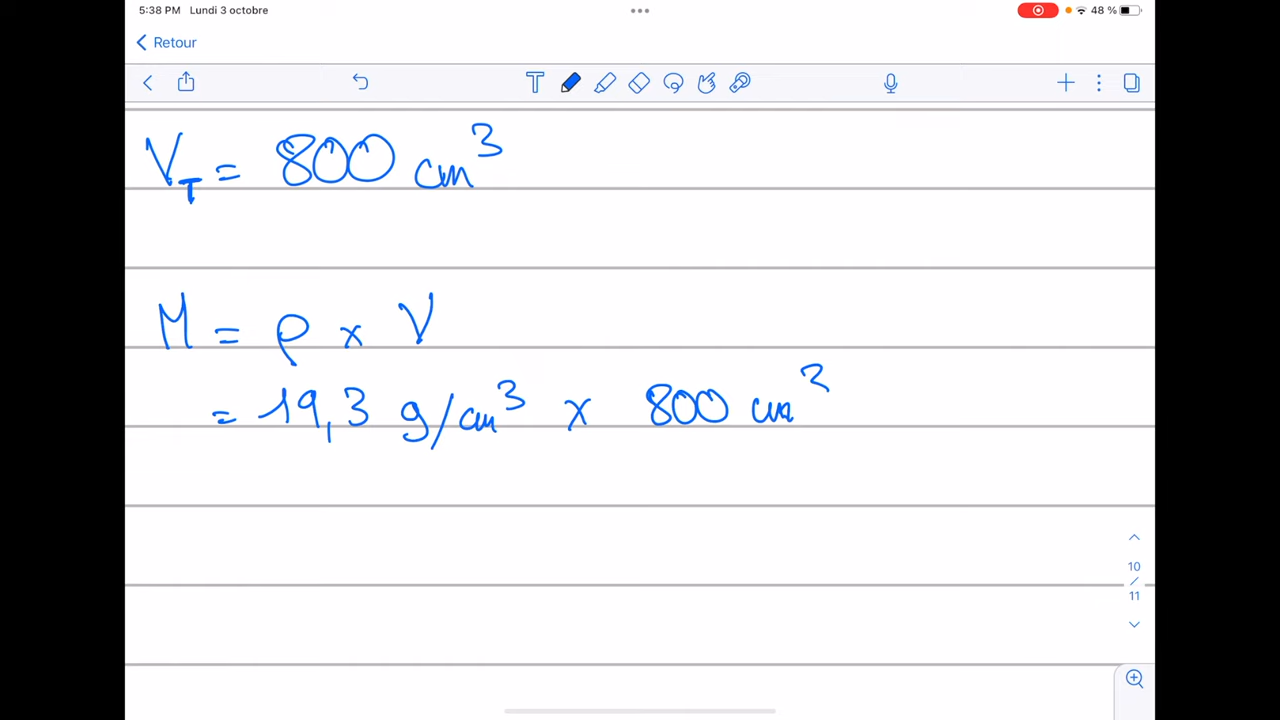 5:38 PM Lundi 3 octobre 48 %
Retour
T
V_T = 800 cm³
M = ρ x V
= 19,3 g/cm³ x 800 cm³
10
/
11